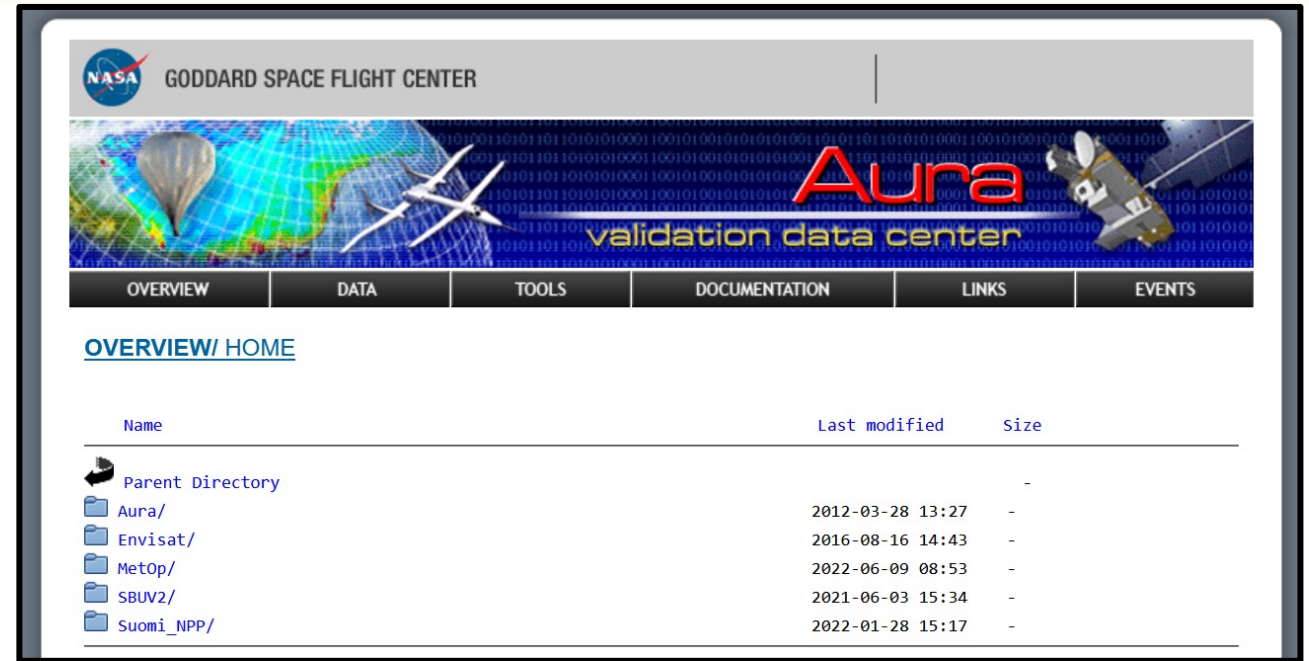 NASA GODDARD SPACE FLIGHT CENTER
Aura
validation data center
OVERVIEW DATA TOOLS DOCUMENTATION LINKS EVENTS
OVERVIEW/ HOME
Name Last modified Size
Parent Directory -
Aura/ 2012-03-28 13:27 -
Envisat/ 2016-08-16 14:43 -
MetOp/ 2022-06-09 08:53 -
SBUV2/ 2021-06-03 15:34 -
Suomi_NPP/ 2022-01-28 15:17 -